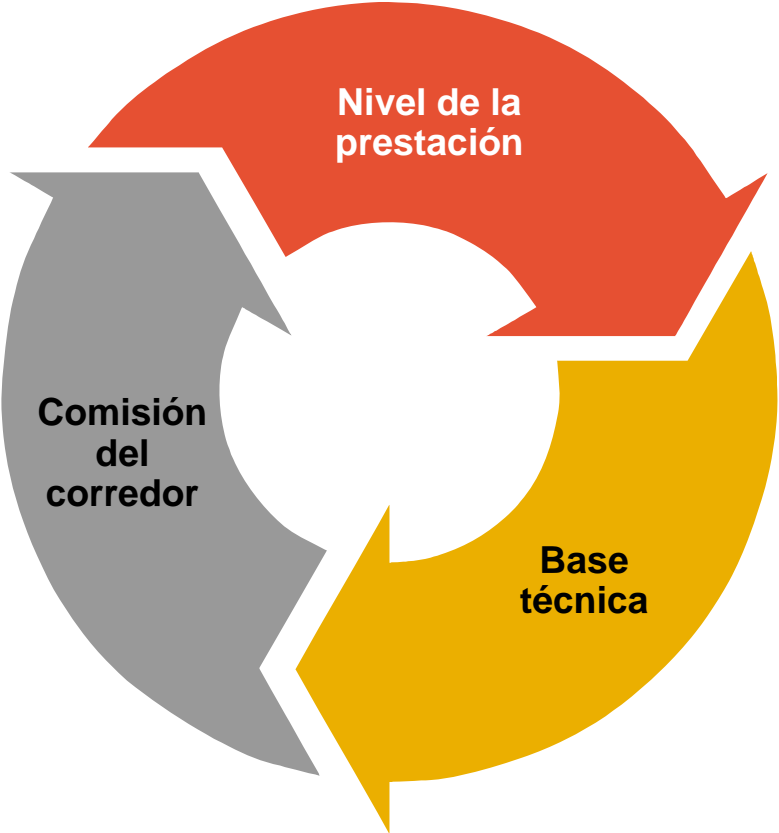 Nivel de la
prestación
Comisión
del
corredor
Base
técnica